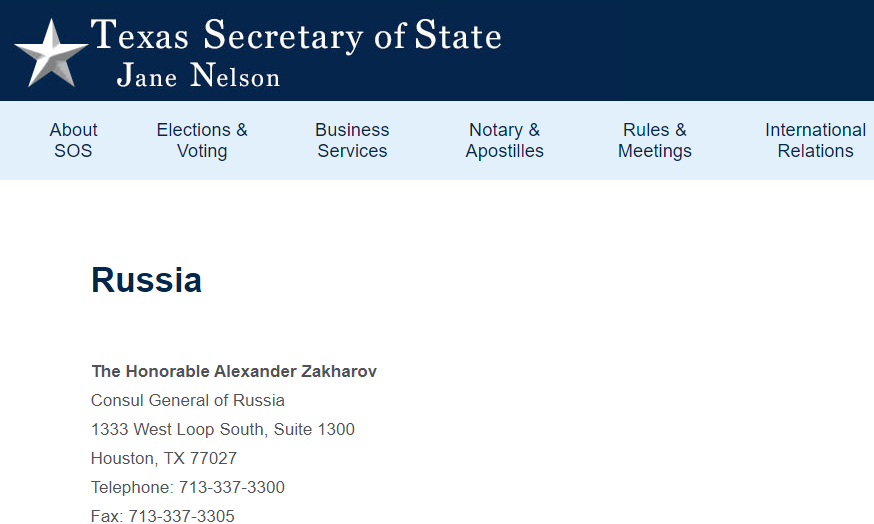 Texas Secretary of State
Jane Nelson
About SOS
Elections & Voting
Business Services
Notary & Apostilles
Rules & Meetings
International Relations
Russia
The Honorable Alexander Zakharov
Consul General of Russia
1333 West Loop South, Suite 1300
Houston, TX 77027
Telephone: 713-337-3300
Fax: 713-337-3305